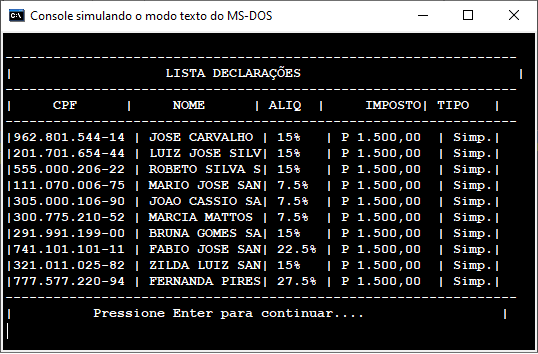 Console simulando o modo texto do MS-DOS
------------------------------------------------------------------
| LISTA DECLARAÇÕES |
------------------------------------------------------------------
| CPF | NOME | ALIQ | IMPOSTO| TIPO |
------------------------------------------------------------------
|962.801.544-14 | JOSE CARVALHO | 15% | P 1.500,00 | Simp.|
|201.701.654-44 | LUIZ JOSE SILV| 15% | P 1.500,00 | Simp.|
|555.000.206-22 | ROBETO SILVA S| 15% | P 1.500,00 | Simp.|
|111.070.006-75 | MARIO JOSE SAN| 7.5% | P 1.500,00 | Simp.|
|305.000.106-90 | JOAO CASSIO SA| 7.5% | P 1.500,00 | Simp.|
|300.775.210-52 | MARCIA MATTOS | 7.5% | P 1.500,00 | Simp.|
|291.991.199-00 | BRUNA GOMES SA| 15% | P 1.500,00 | Simp.|
|741.101.101-11 | FABIO JOSE SAN| 22.5% | P 1.500,00 | Simp.|
|321.011.025-82 | ZILDA LUIZ SAN| 15% | P 1.500,00 | Simp.|
|777.577.220-94 | FERNANDA PIRES| 27.5% | P 1.500,00 | Simp.|
------------------------------------------------------------------
| Pressione Enter para continuar.... |